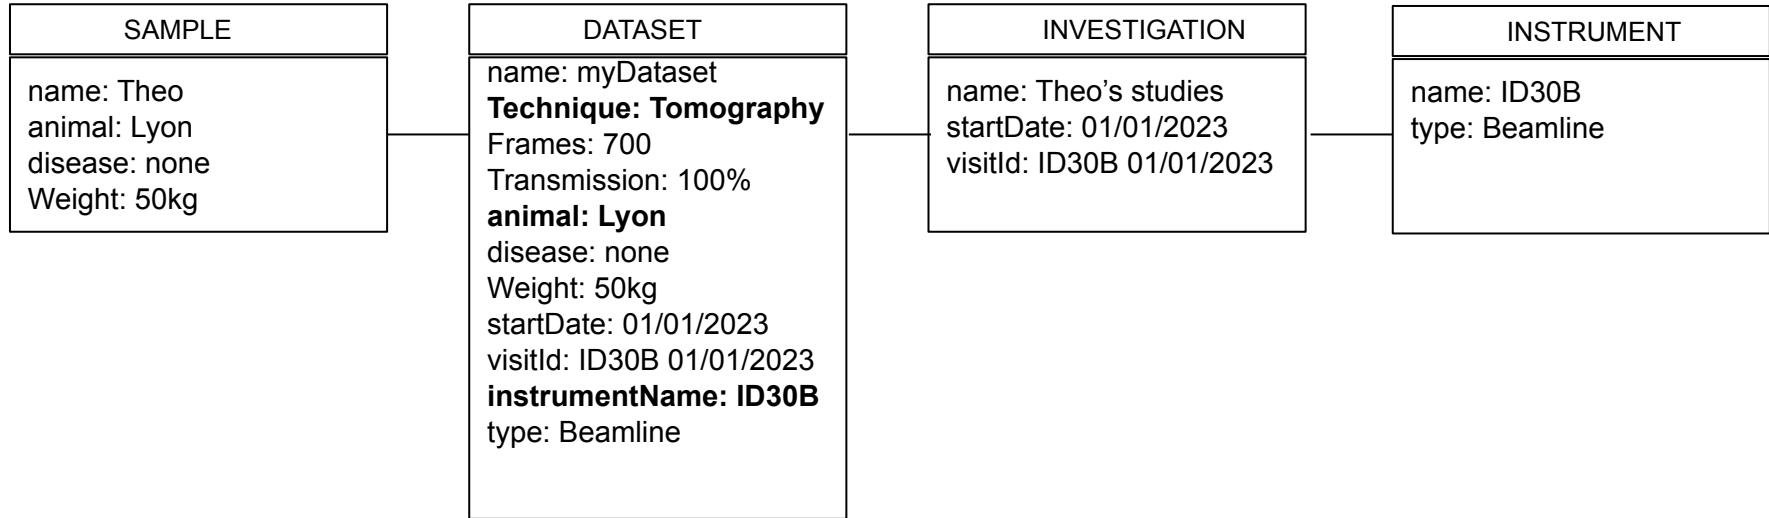 SAMPLE
name: Theo
animal: Lyon
disease: none
Weight: 50kg
DATASET
name: myDataset
Technique: Tomography
Frames: 700
Transmission: 100%
animal: Lyon
disease: none
Weight: 50kg
startDate: 01/01/2023
visitId: ID30B 01/01/2023
instrumentName: ID30B
type: Beamline
INVESTIGATION
name: Theo’s studies
startDate: 01/01/2023
visitId: ID30B 01/01/2023
INSTRUMENT
name: ID30B
type: Beamline